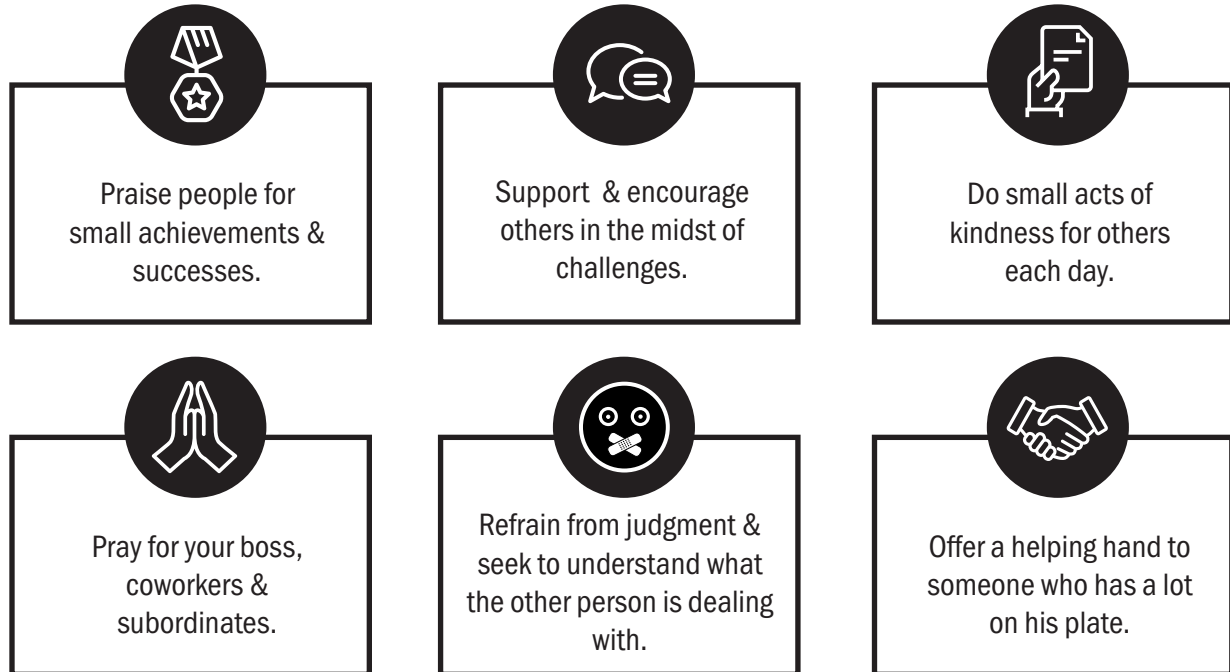 Praise people for
small achievements &
successes.
Support & encourage
others in the midst of
challenges.
Do small acts of
kindness for others
each day.
Pray for your boss,
coworkers &
subordinates.
Refrain from judgment &
seek to understand what
the other person is dealing
with.
Offer a helping hand to
someone who has a lot
on his plate.